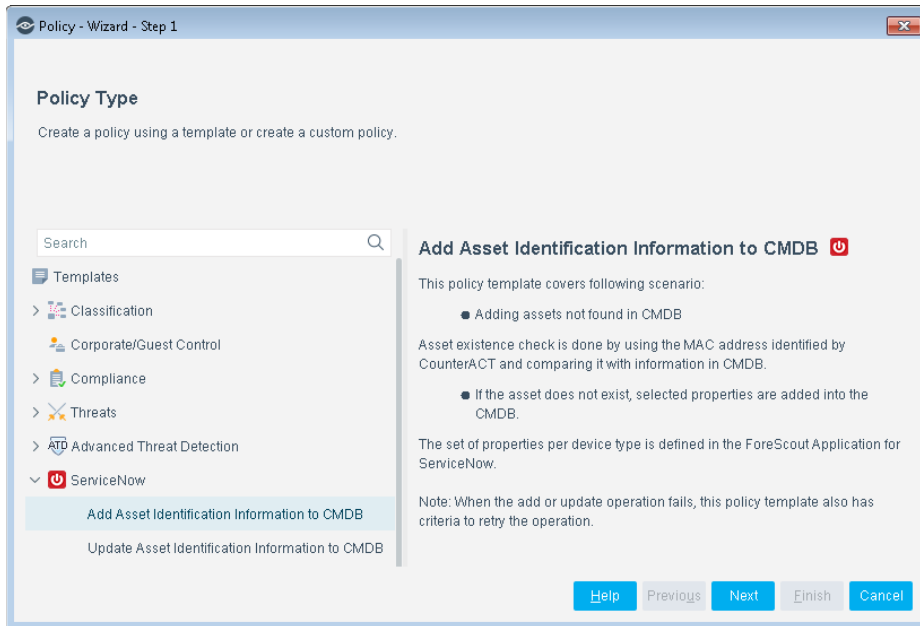 Policy - Wizard - Step 1
Policy Type
Create a policy using a template or create a custom policy.
Search
Templates
Classification
Corporate/Guest Control
Compliance
Threats
ATD Advanced Threat Detection
ServiceNow
Add Asset Identification Information to CMDB
Update Asset Identification Information to CMDB
Add Asset Identification Information to CMDB
This policy template covers following scenario:
Adding assets not found in CMDB
Asset existence check is done by using the MAC address identified by
CounterACT and comparing it with information in CMDB.
If the asset does not exist, selected properties are added into the
CMDB.
The set of properties per device type is defined in the ForeScout Application for
ServiceNow.
Note: When the add or update operation fails, this policy template also has
criteria to retry the operation.
Help Previous Next Finish Cancel